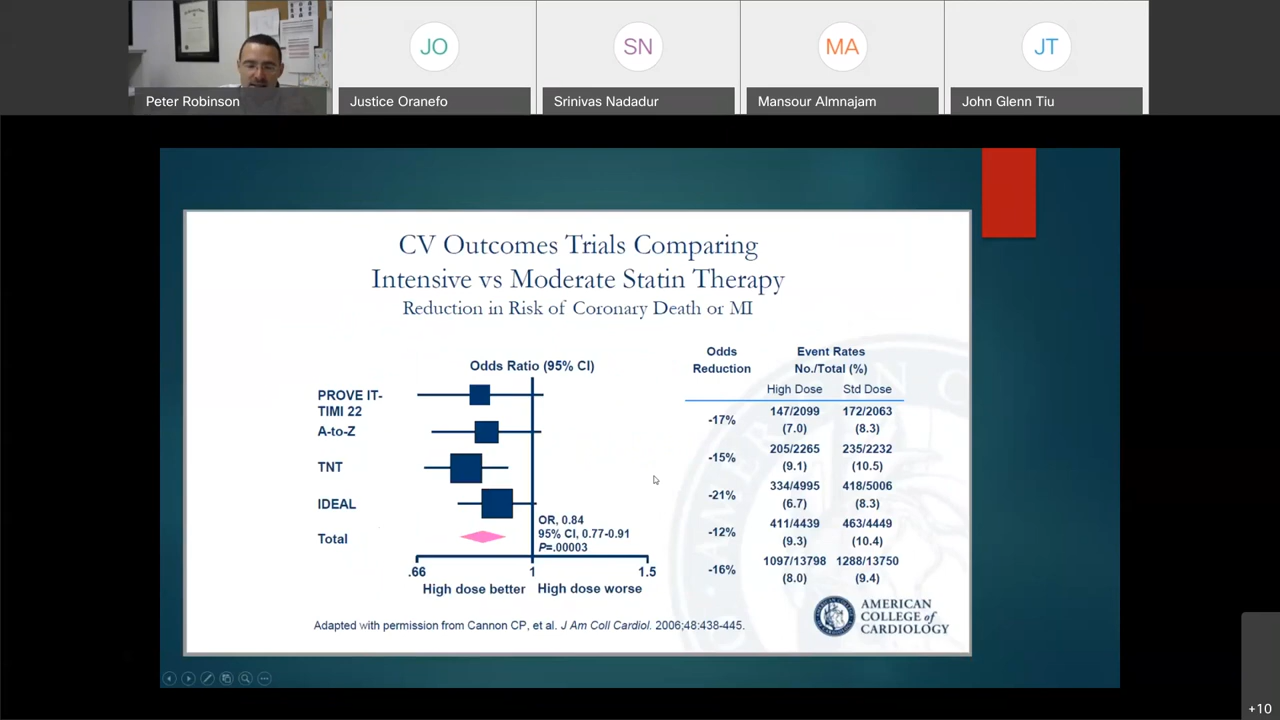 JO
SN
MA
JT
Peter Robinson
Justice Oranefo
Srinivas Nadadur
Mansour Almnajam
John Glenn Tiu
CV Outcomes Trials Comparing
Intensive vs Moderate Statin Therapy
Reduction in Risk of Coronary Death or MI
Odds Ratio (95% CI)
PROVE IT-
TIMI 22
A-to-Z
TNT
IDEAL
Total
OR, 0.84
95% CI, 0.77-0.91
P=.00003
.66
1
1.5
High dose better
High dose worse
Odds
Reduction
Event Rates
No./Total (%)
High Dose
Std Dose
-17%
147/2099
(7.0)
172/2063
(8.3)
-15%
205/2265
(9.1)
235/2232
(10.5)
-21%
334/4995
(6.7)
418/5006
(8.3)
-12%
411/4439
(9.3)
463/4449
(10.4)
-16%
1097/13798
(8.0)
1288/13750
(9.4)
Adapted with permission from Cannon CP, et al. J Am Coll Cardiol. 2006;48:438-445.
AMERICAN
COLLEGE of
CARDIOLOGY
+10